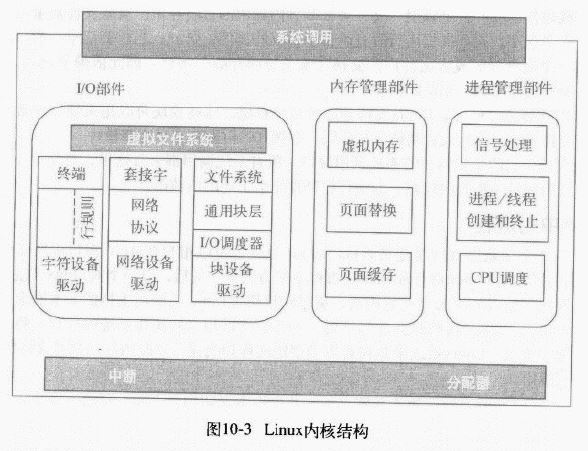 系统调用
I/O部件
内存管理部件
进程管理部件
虚拟文件系统
终端
行规则
字符设备
驱动
套接字
网络
协议
网络设备
驱动
文件系统
通用块层
I/O调度器
块设备
驱动
虚拟内存
页面替换
页面缓存
信号处理
进程/线程
创建和终止
CPU调度
中断
分配器
图10-3 Linux内核结构